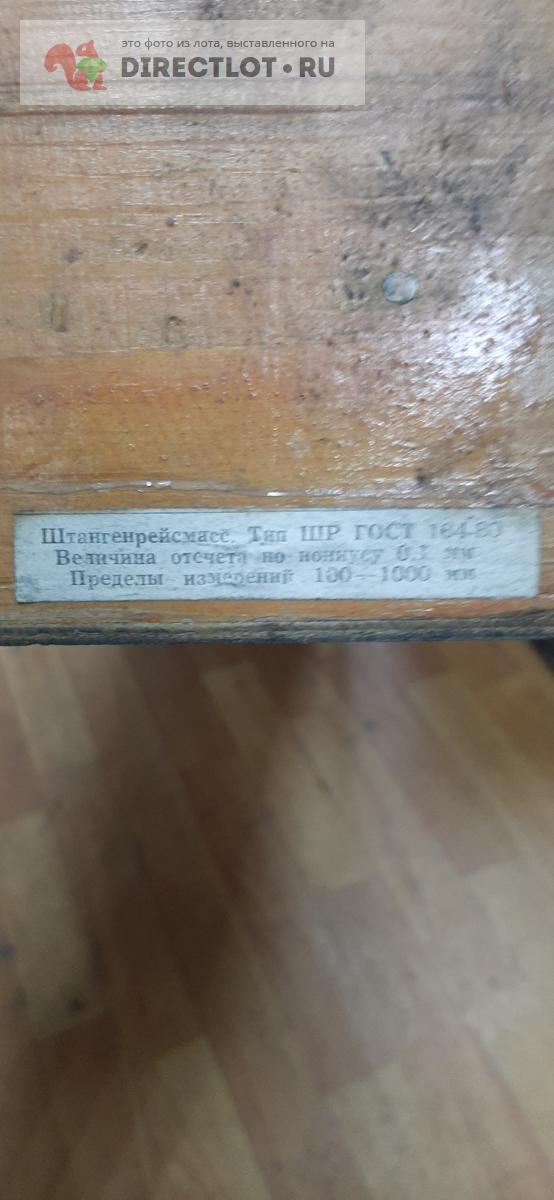 это фото из лота, выставленного на
DIRECTLOT.RU
Штангенрейсмасс. Тип ШР ГОСТ 164-80
Величина отсчета по нониусу 0.1 мм
Пределы измерений 100—1000 мм